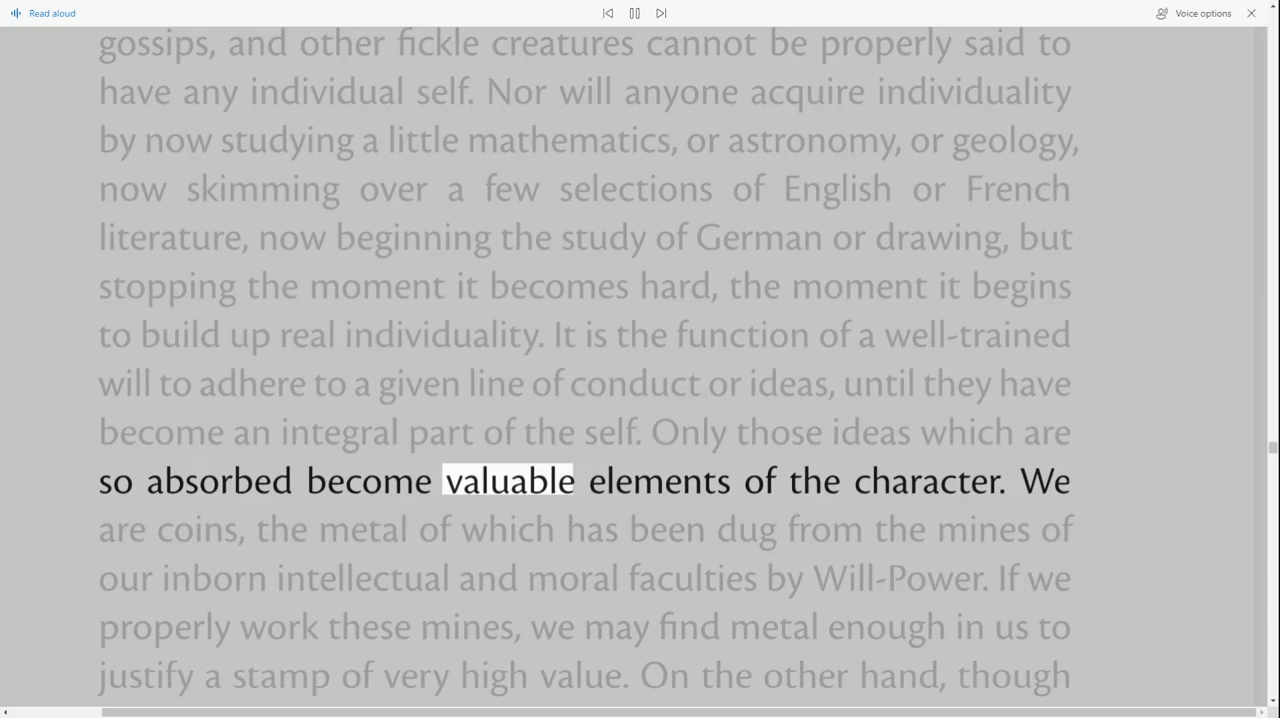 Read aloud
Voice options
gossips, and other fickle creatures cannot be properly said to
have any individual self. Nor will anyone acquire individuality
by now studying a little mathematics, or astronomy, or geology,
now skimming over a few selections of English or French
literature, now beginning the study of German or drawing, but
stopping the moment it becomes hard, the moment it begins
to build up real individuality. It is the function of a well-trained
will to adhere to a given line of conduct or ideas, until they have
become an integral part of the self. Only those ideas which are
so absorbed become valuable elements of the character. We
are coins, the metal of which has been dug from the mines of
our inborn intellectual and moral faculties by Will-Power. If we
properly work these mines, we may find metal enough in us to
justify a stamp of very high value. On the other hand, though